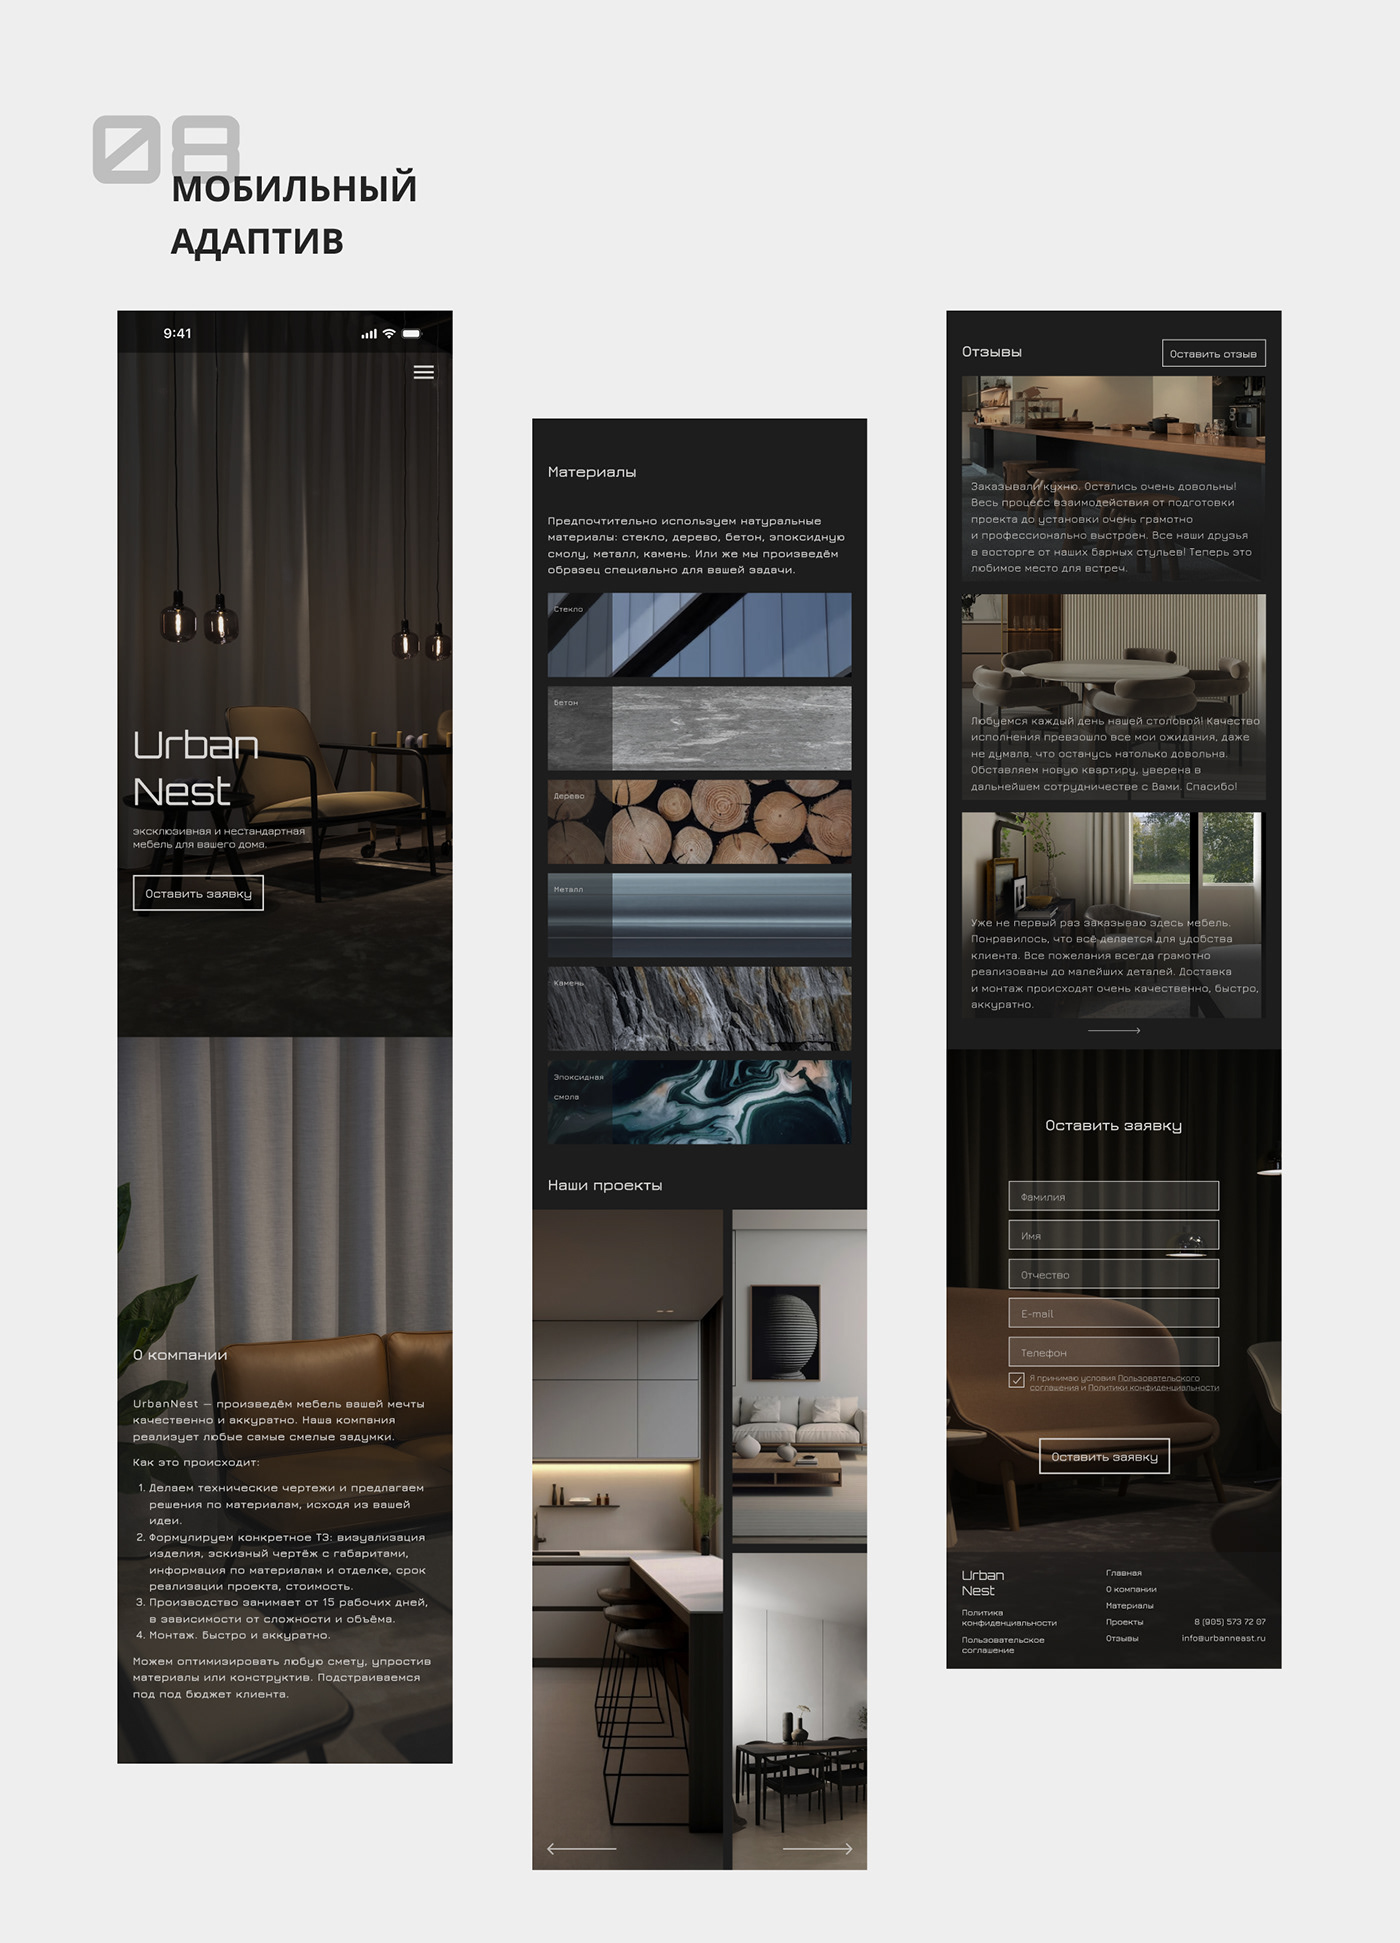 08
МОБИЛЬНЫЙ
АДАПТИВ
9:41
Urban
Nest
эксклюзивная и нестандартная
мебель для вашего дома.
Оставить заявку
О компании
UrbanNest — произведём мебель вашей мечты
качественно и аккуратно. Наша компания
реализует любые самые смелые задумки.
Как это происходит:
1. Делаем технические чертежи и предлагаем
решения по материалам, исходя из вашей
идеи.
2. Формулируем конкретное ТЗ: визуализация
изделия, эскизный чертёж с габаритами,
информация по материалам и отделке, срок
реализации проекта, стоимость.
3. Производство занимает от 15 рабочих дней,
в зависимости от сложности и объёма.
4. Монтаж. Быстро и аккуратно.
Можем оптимизировать любую смету, упростив
материалы или конструктив. Подстраиваемся
под под бюджет клиента.
Материалы
Предпочтительно используем натуральные
материалы: стекло, дерево, бетон, эпоксидную
смолу, металл, камень. Или же мы произведём
образец специально для вашей задачи.
Стекло
Бетон
Дерево
Металл
Камень
Эпоксидная
смола
Наши проекты
Отзывы
Оставить отзыв
Заказывали кухню. Остались очень довольны!
Весь процесс взаимодействия от подготовки
проекта до установки очень грамотно
и профессионально выстроен. Все наши друзья
в восторге от наших барных стульев! Теперь это
любимое место для встреч.
Любуемся каждый день нашей столовой! Качество
исполнения превзошло все мои ожидания, даже
не думала. что останусь натолько довольна.
Обставляем новую квартиру, уверена в
дальнейшем сотрудничестве с Вами. Спасибо!
Уже не первый раз заказываю здесь мебель.
Понравилось, что всё делается для удобства
клиента. Все пожелания всегда грамотно
реализованы до малейших деталей. Доставка
и монтаж происходят очень качественно, быстро,
аккуратно.
Оставить заявку
Фамилия
Имя
Отчество
E-mail
Телефон
Я принимаю условия Пользовательского
соглашения и Политики конфиденциальности
Оставить заявку
Urban
Nest
Политика
конфиденциальности
Пользовательское
соглашение
Главная
О компании
Материалы
Проекты
Отзывы
8 (905) 573 72 07
info@urbanneast.ru